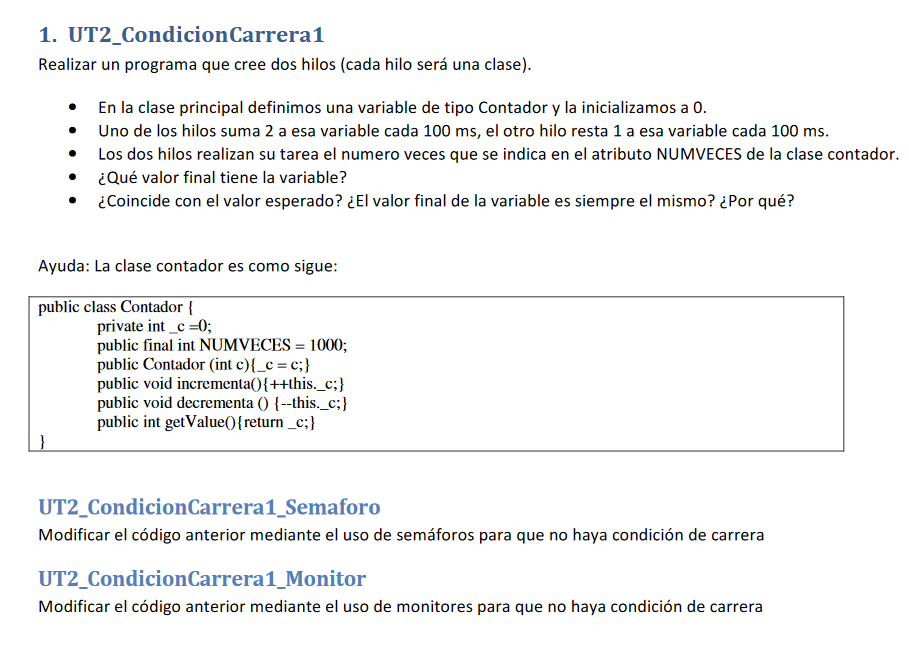 1. UT2_CondicionCarrera1
Realizar un programa que cree dos hilos (cada hilo será una clase).
• En la clase principal definimos una variable de tipo Contador y la inicializamos a 0.
• Uno de los hilos suma 2 a esa variable cada 100 ms, el otro hilo resta 1 a esa variable cada 100 ms.
• Los dos hilos realizan su tarea el numero veces que se indica en el atributo NUMVECES de la clase contador.
• ¿Qué valor final tiene la variable?
• ¿Coincide con el valor esperado? ¿El valor final de la variable es siempre el mismo? ¿Por qué?
Ayuda: La clase contador es como sigue:
public class Contador {
private int _c =0;
public final int NUMVECES = 1000;
public Contador (int c){_c = c;}
public void incrementa(){++this._c;}
public void decrementa () {--this._c;}
public int getValue(){return _c;}
}
UT2_CondicionCarrera1_Semaforo
Modificar el código anterior mediante el uso de semáforos para que no haya condición de carrera
UT2_CondicionCarrera1_Monitor
Modificar el código anterior mediante el uso de monitores para que no haya condición de carrera